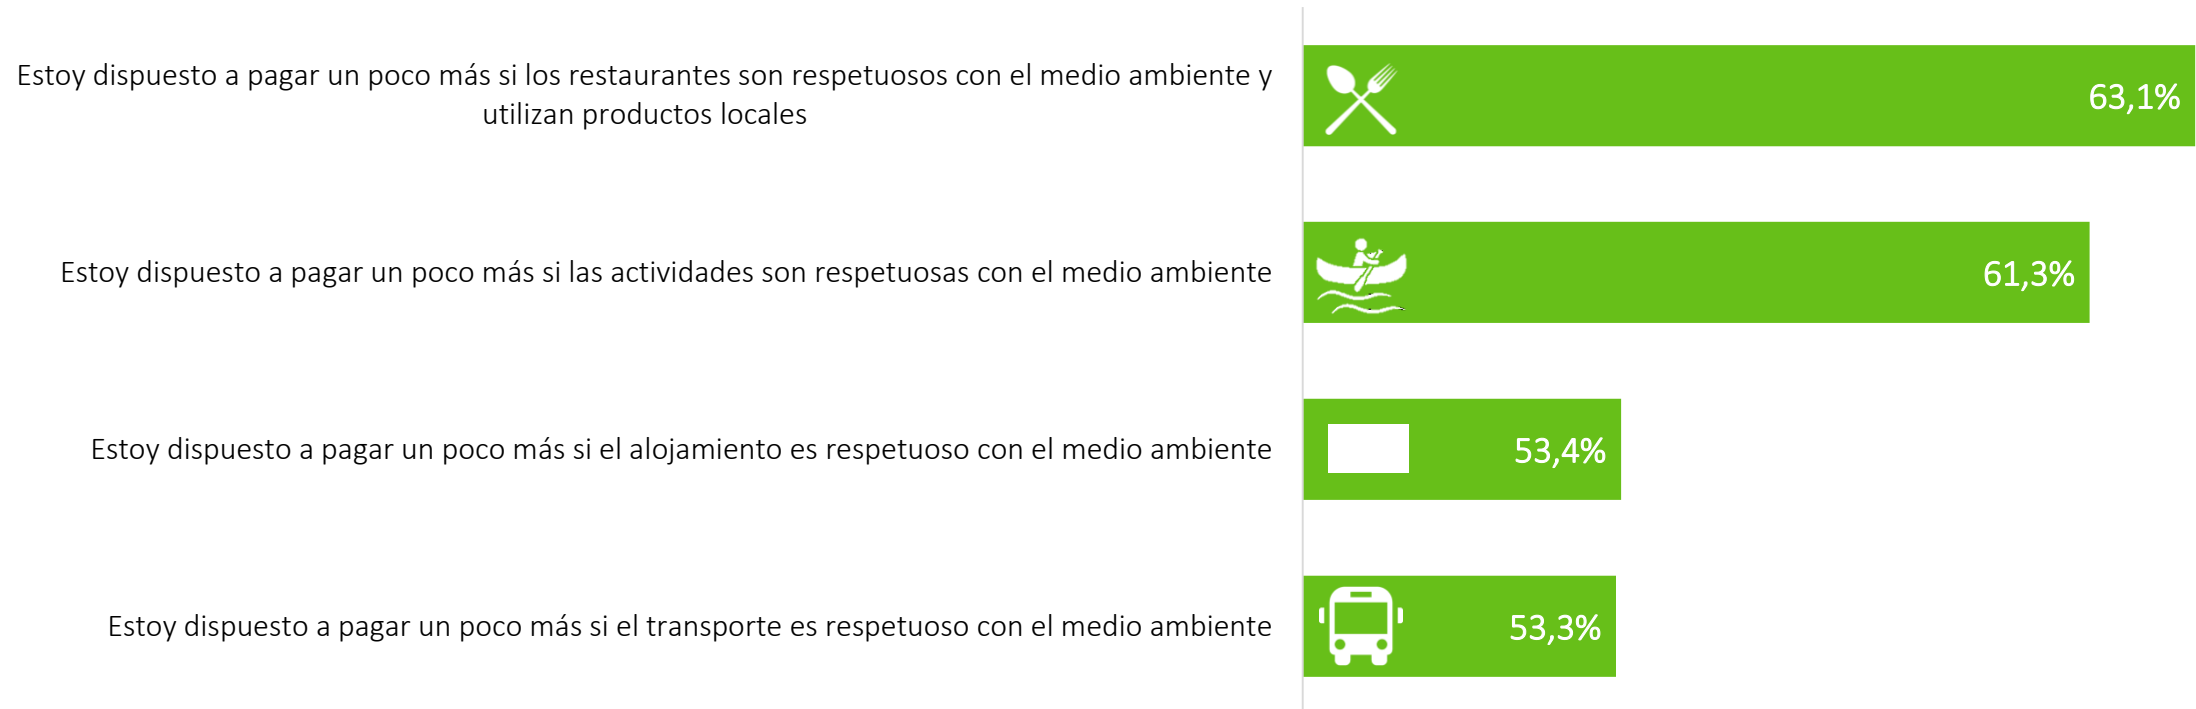 Estoy dispuesto a pagar un poco más si los restaurantes son respetuosos con el medio ambiente y
utilizan productos locales
63,1%
Estoy dispuesto a pagar un poco más si las actividades son respetuosas con el medio ambiente
61,3%
Estoy dispuesto a pagar un poco más si el alojamiento es respetuoso con el medio ambiente
53,4%
Estoy dispuesto a pagar un poco más si el transporte es respetuoso con el medio ambiente
53,3%